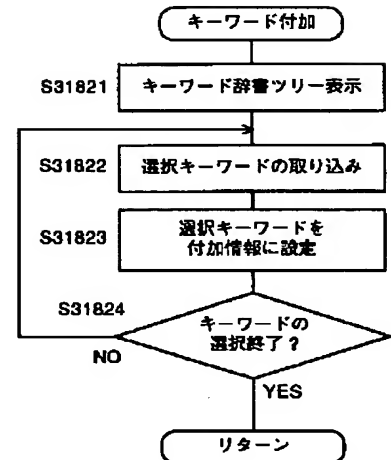 キーワード付加
S31821
キーワード辞書ツリー表示
S31822
選択キーワードの取り込み
S31823
選択キーワードを
付加情報に設定
S31824
キーワードの
選択終了?
NO
YES
リターン